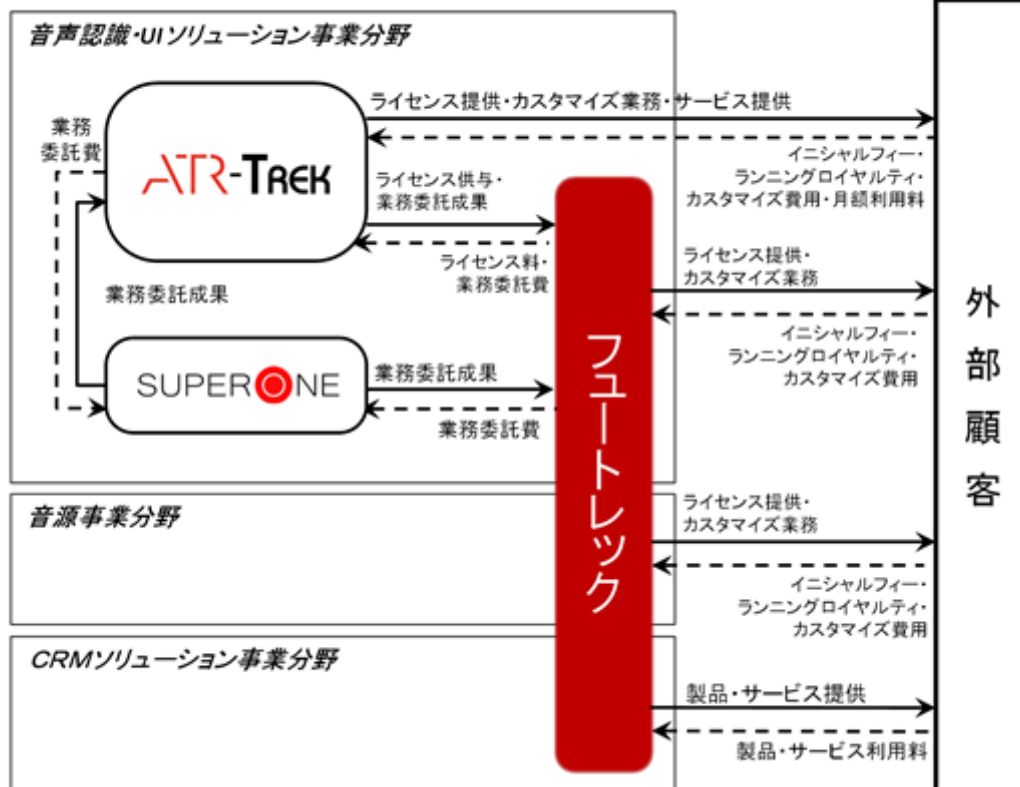 音声認識・UIソリューション事業分野
ライセンス提供・カスタマイズ業務・サービス提供
業務
委託費
ATR-TREK
イニシャルフィー・
ランニングロイヤルティ・
カスタマイズ費用・月額利用料
ライセンス供与・
業務委託成果
ライセンス料・
業務委託費
ライセンス提供・
カスタマイズ業務
業務委託成果
イニシャルフィー・
ランニングロイヤルティ・
カスタマイズ費用
SUPERONE
業務委託成果
業務委託費
フュートレック
外部顧客
音源事業分野
ライセンス提供・
カスタマイズ業務
イニシャルフィー・
ランニングロイヤルティ・
カスタマイズ費用
CRMソリューション事業分野
製品・サービス提供
製品・サービス利用料